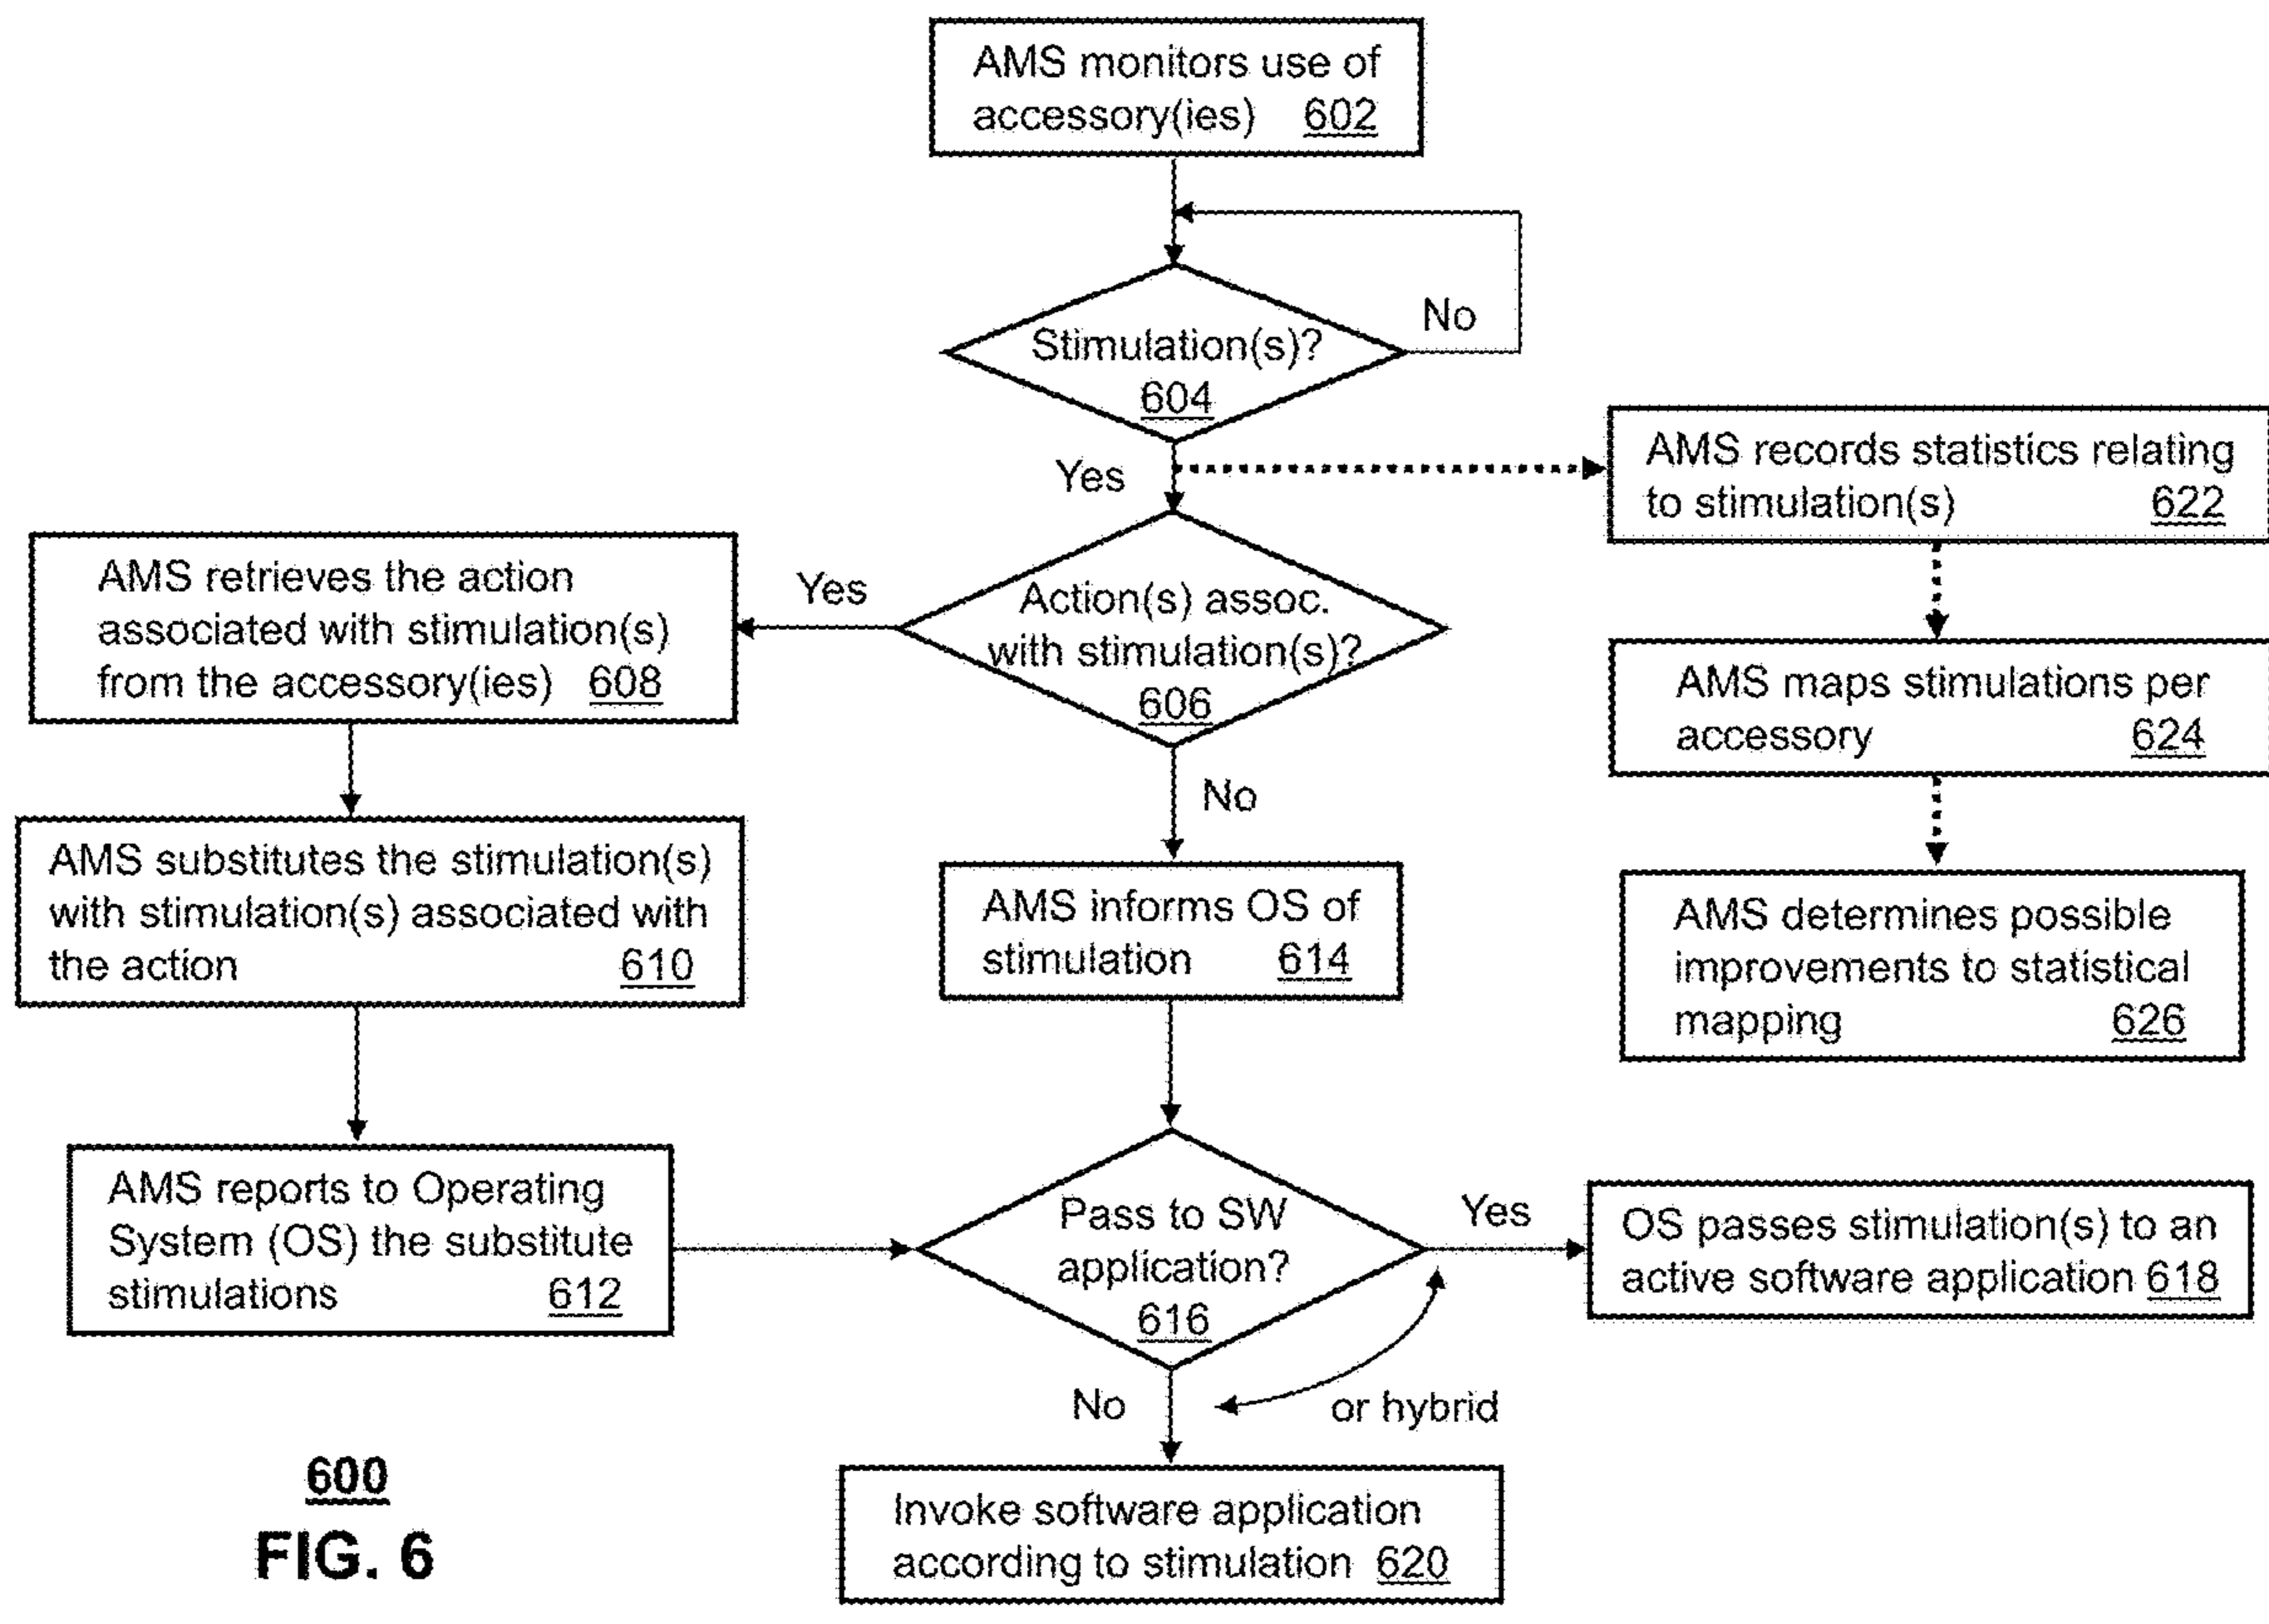 AMS monitors use of
accessory(ies) 602
Stimulation(s)?
604
No
Yes
AMS records statistics relating
to stimulation(s) 622
Action(s) assoc.
with stimulation(s)?
606
Yes
No
AMS retrieves the action
associated with stimulation(s)
from the accessory(ies) 608
AMS maps stimulations per
accessory 624
AMS substitutes the stimulation(s)
with stimulation(s) associated with
the action 610
AMS informs OS of
stimulation 614
AMS determines possible
improvements to statistical
mapping 626
AMS reports to Operating
System (OS) the substitute
stimulations 612
Pass to SW
application?
616
Yes
OS passes stimulation(s) to an
active software application 618
No
or hybrid
Invoke software application
according to stimulation 620
600
FIG. 6